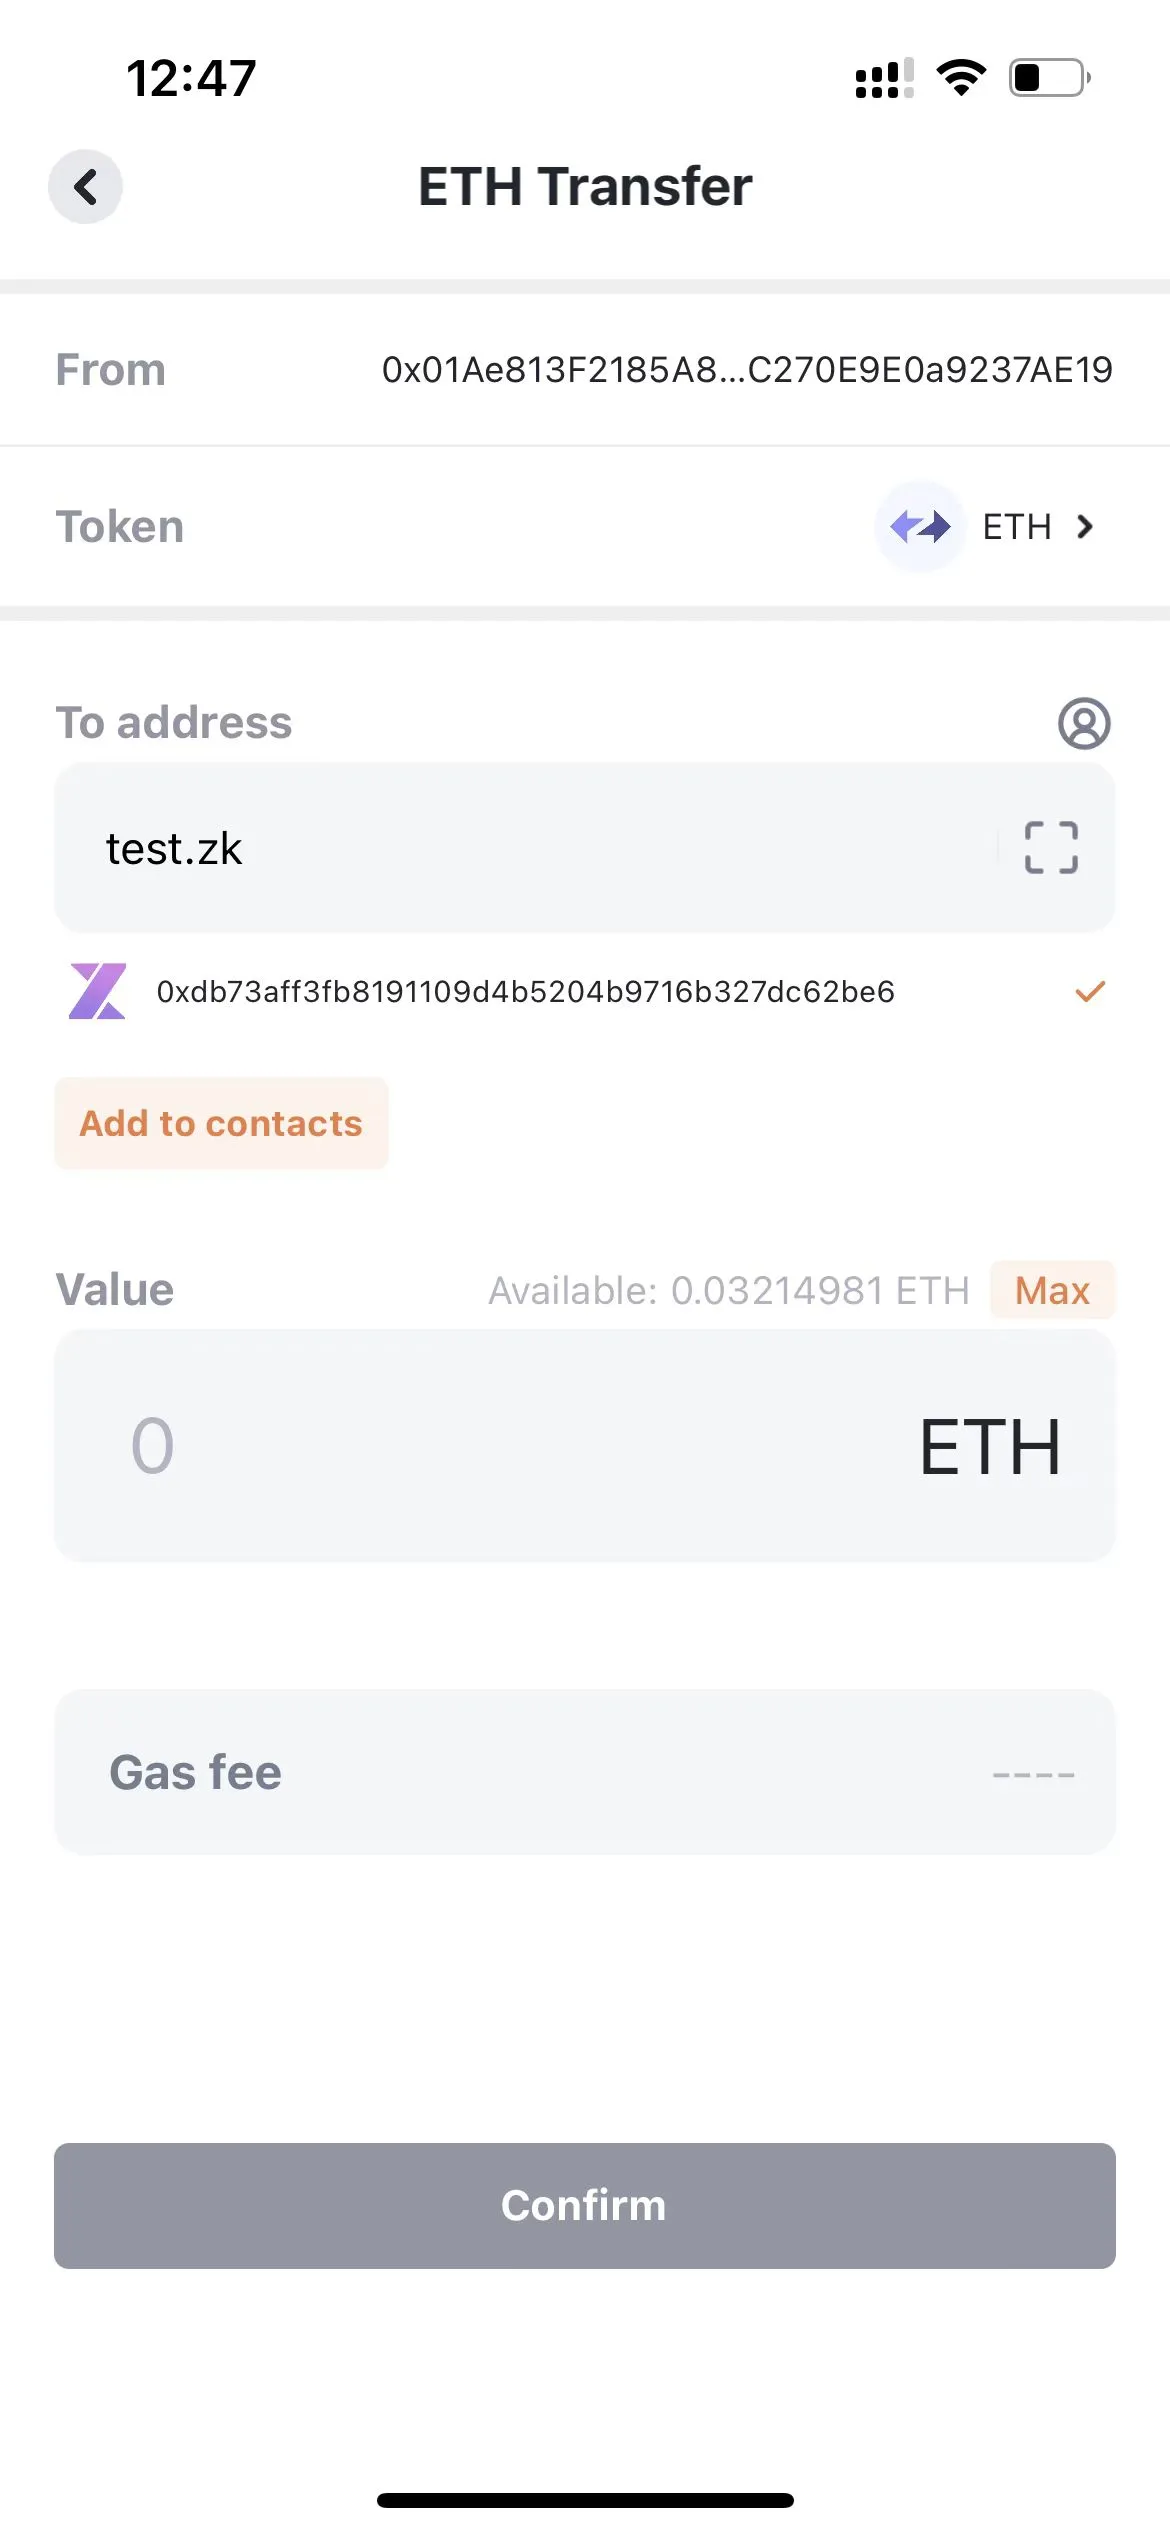 12:47
ETH Transfer
From 0x01Ae813F2185A8...C270E9E0a9237AE19
Token ETH
To address
test.zk
0xdb73aff3fb8191109d4b5204b9716b327dc62be6
Add to contacts
Value Available: 0.03214981 ETH Max
0 ETH
Gas fee ----
Confirm